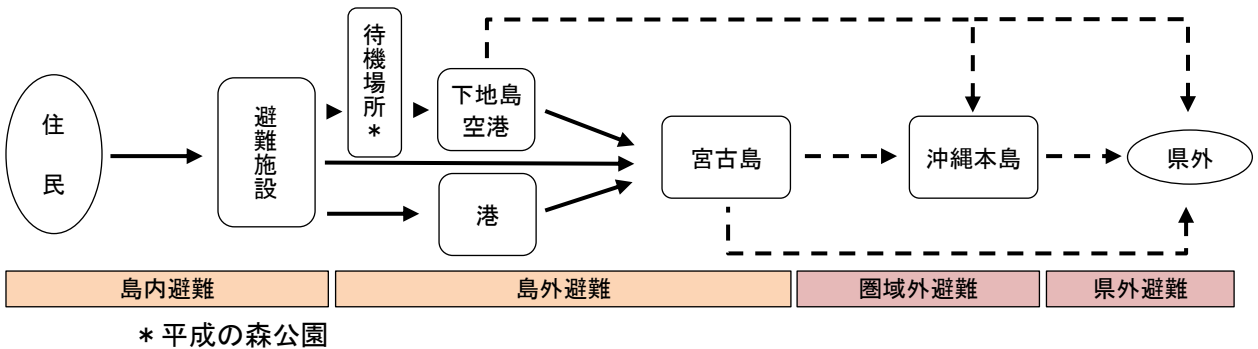 住民
避難施設
待機場所*
下地島
空港
港
宮古島
沖縄本島
県外
島内避難
島外避難
圏域外避難
県外避難
*平成の森公園